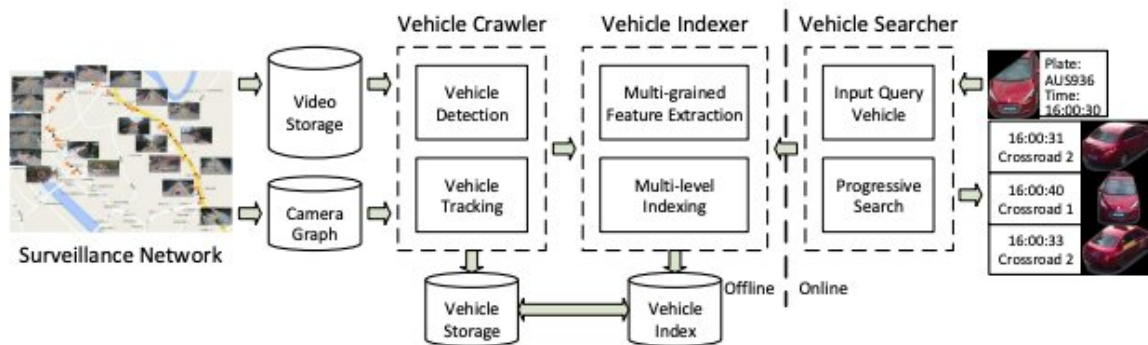 Vehicle Crawler
Vehicle Indexer
Vehicle Searcher
Video
Storage
Camera
Graph
Surveillance Network
Vehicle
Detection
Vehicle
Tracking
Multi-grained
Feature Extraction
Multi-level
Indexing
Input Query
Vehicle
Progressive
Search
Plate:
AUS936
Time:
16:00:30
16:00:31
Crossroad 2
16:00:40
Crossroad 1
16:00:33
Crossroad 2
Vehicle
Storage
Vehicle
Index
Offline
Online